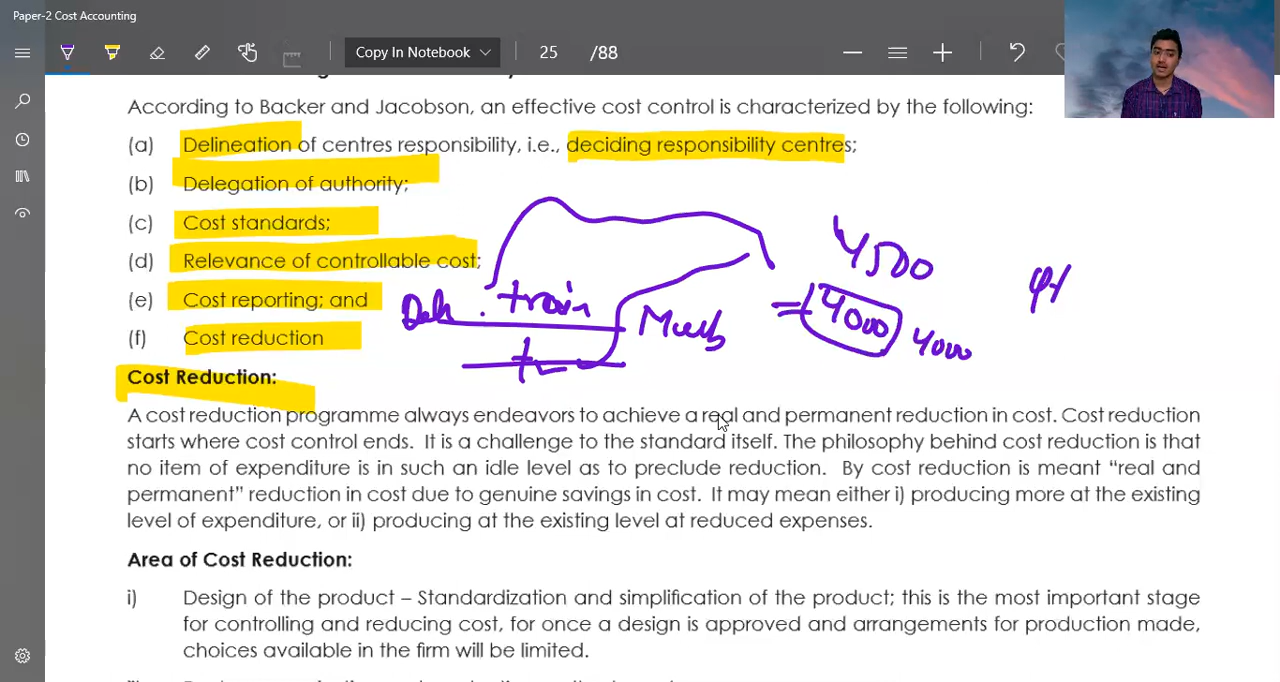 Paper-2 Cost Accounting
Copy In Notebook 25 /88
According to Backer and Jacobson, an effective cost control is characterized by the following:
(a) Delineation of centres responsibility, i.e., deciding responsibility centres;
(b) Delegation of authority;
(c) Cost standards;
(d) Relevance of controllable cost;
(e) Cost reporting; and
(f) Cost reduction
4500
train
= 4000 4000
Cost Reduction:
A cost reduction programme always endeavors to achieve a real and permanent reduction in cost. Cost reduction
starts where cost control ends. It is a challenge to the standard itself. The philosophy behind cost reduction is that
no item of expenditure is in such an idle level as to preclude reduction. By cost reduction is meant “real and
permanent” reduction in cost due to genuine savings in cost. It may mean either i) producing more at the existing
level of expenditure, or ii) producing at the existing level at reduced expenses.
Area of Cost Reduction:
i) Design of the product – Standardization and simplification of the product; this is the most important stage
for controlling and reducing cost, for once a design is approved and arrangements for production made,
choices available in the firm will be limited.